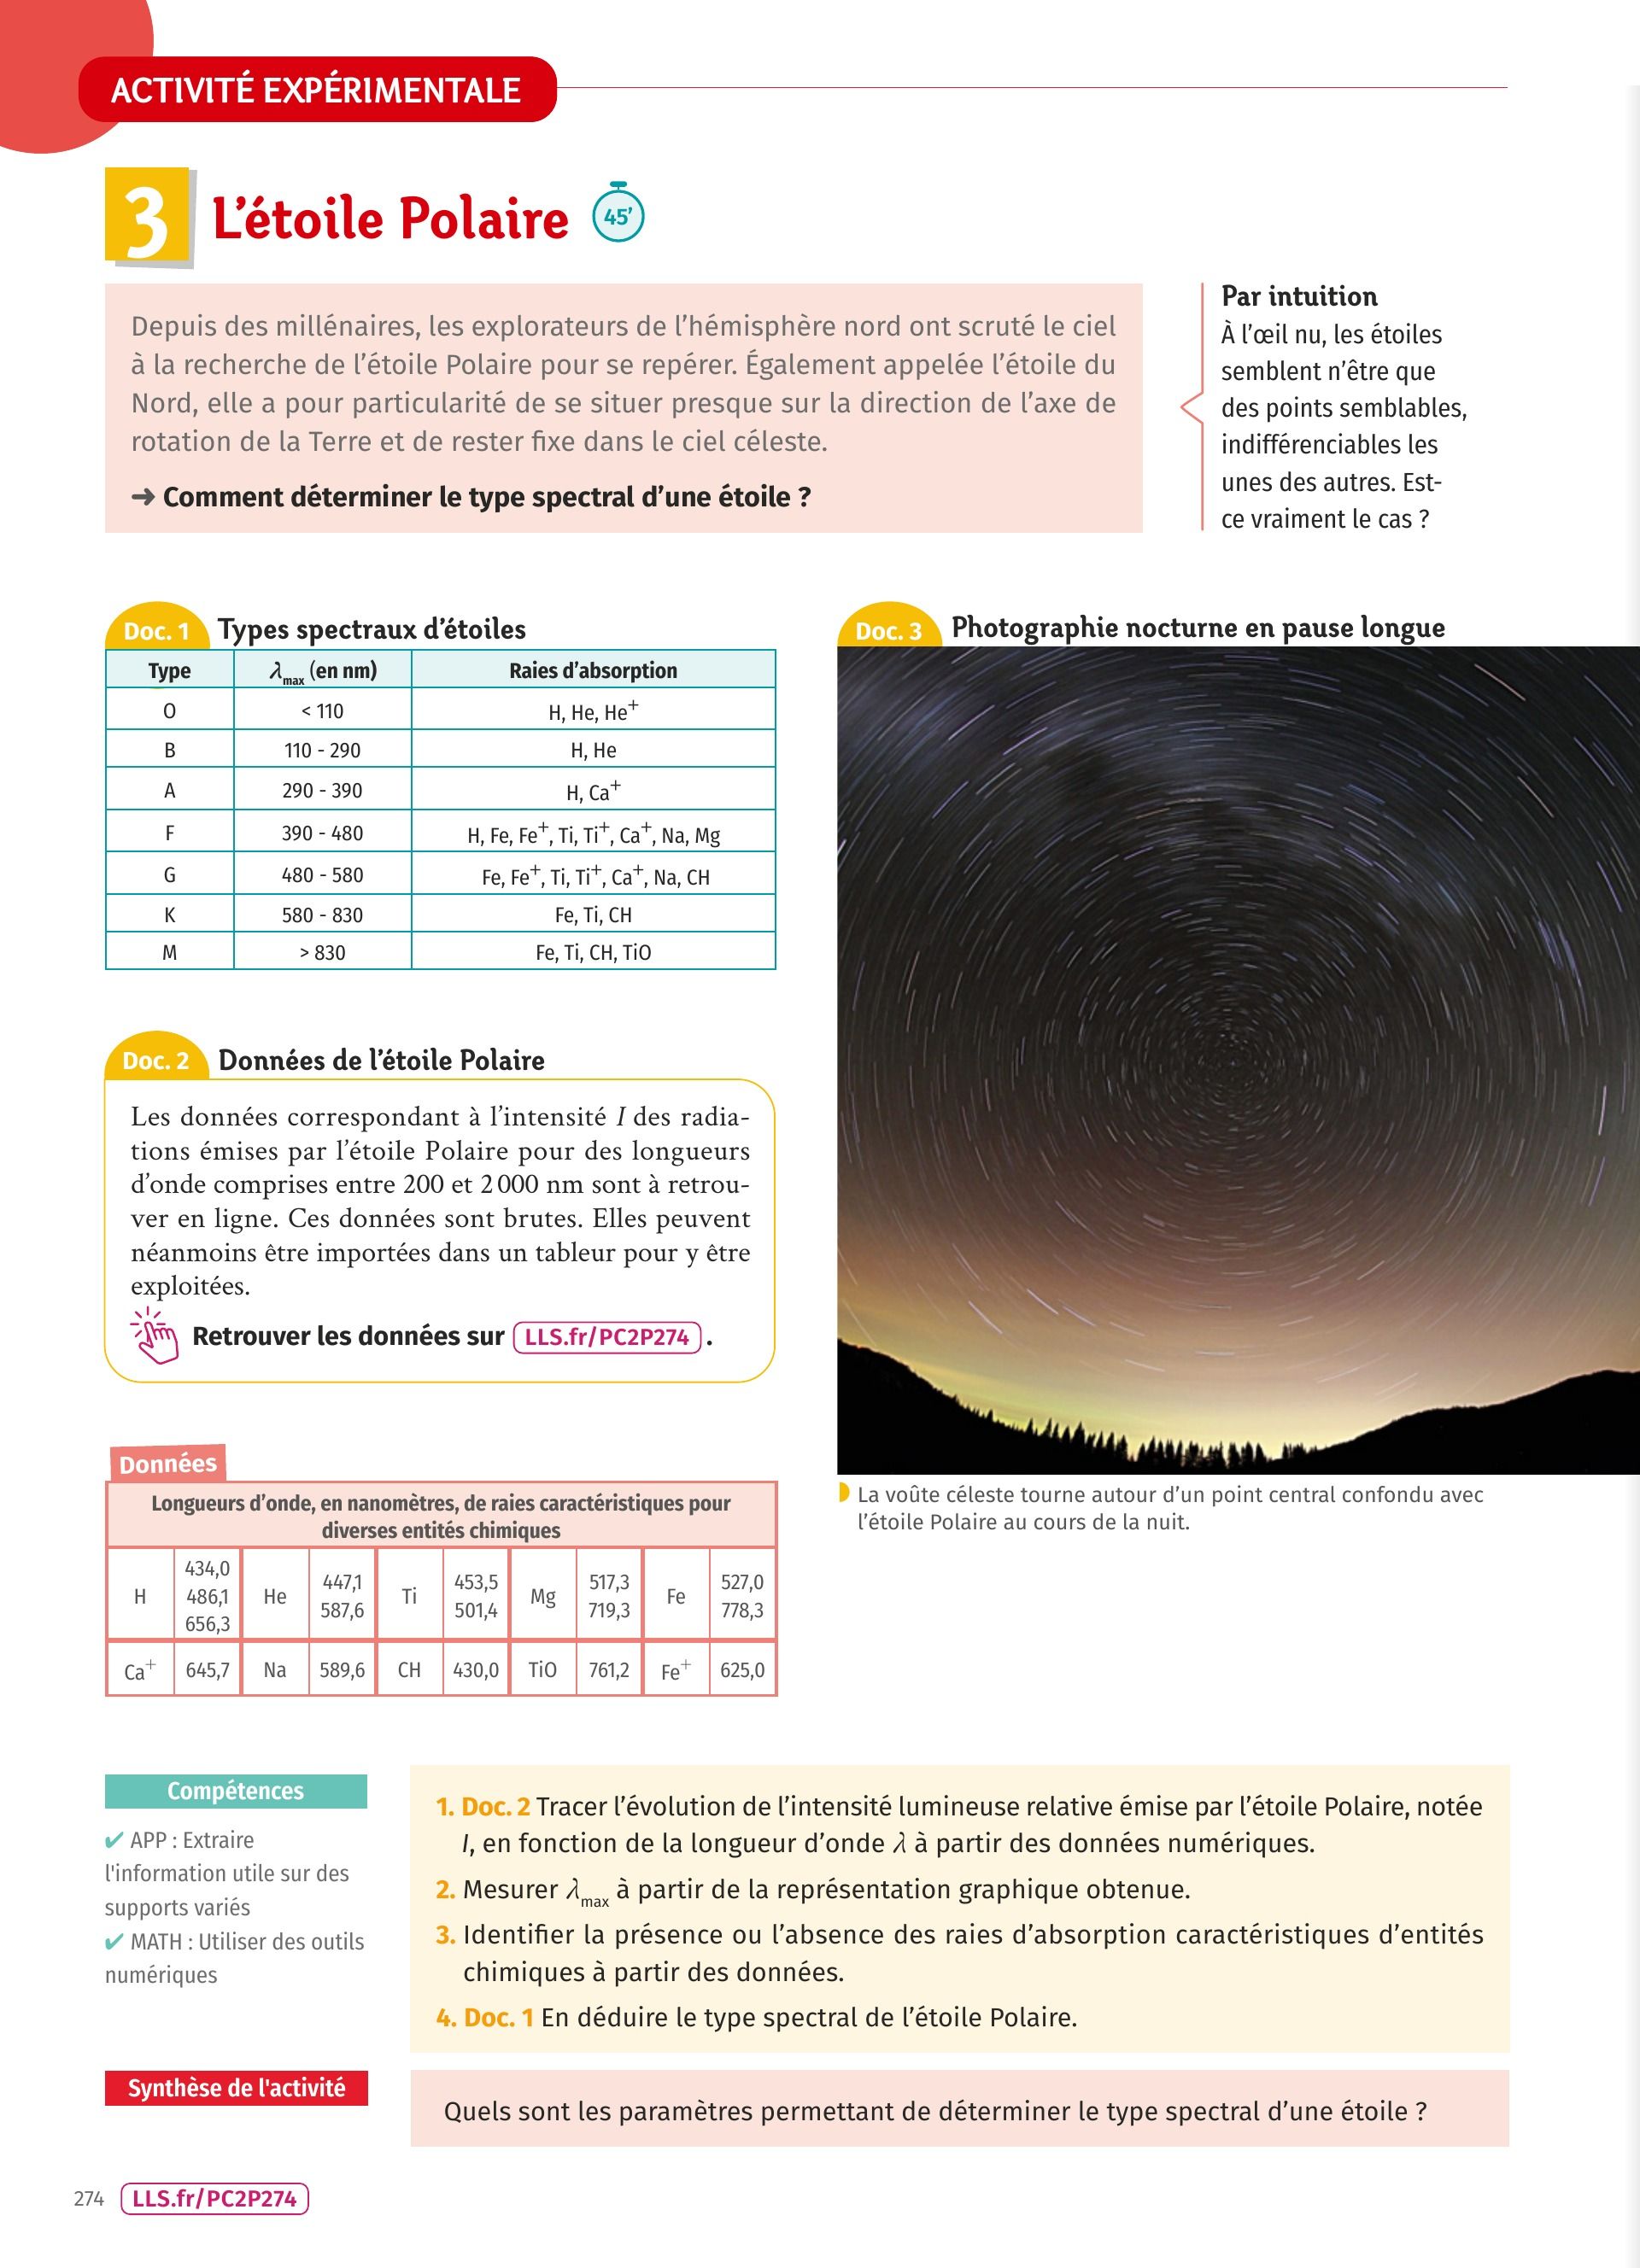 ACTIVITÉ EXPÉRIMENTALE
3 L'étoile Polaire 45'
Depuis des millénaires, les explorateurs de l'hémisphère nord ont scruté le ciel
à la recherche de l'étoile Polaire pour se repérer. Également appelée l'étoile du
Nord, elle a pour particularité de se situer presque sur la direction de l'axe de
rotation de la Terre et de rester fixe dans le ciel céleste.
➜ Comment déterminer le type spectral d'une étoile ?
Par intuition
À l'œil nu, les étoiles
semblent n'être que
des points semblables,
indifférenciables les
unes des autres. Est-
ce vraiment le cas ?
Doc. 1 Types spectraux d'étoiles
Type λmax (en nm) Raies d'absorption
O < 110 H, He, He+
B 110 - 290 H, He
A 290 - 390 H, Ca+
F 390 - 480 H, Fe, Fe+, Ti, Ti+, Ca+, Na, Mg
G 480 - 580 Fe, Fe+, Ti, Ti+, Ca+, Na, CH
K 580 - 830 Fe, Ti, CH
M > 830 Fe, Ti, CH, TiO
Doc. 2 Données de l'étoile Polaire
Les données correspondant à l'intensité I des radia-
tions émises par l'étoile Polaire pour des longueurs
d'onde comprises entre 200 et 2 000 nm sont à retrou-
ver en ligne. Ces données sont brutes. Elles peuvent
néanmoins être importées dans un tableur pour y être
exploitées.
Retrouver les données sur LLS.fr/PC2P274 .
Doc. 3 Photographie nocturne en pause longue
La voûte céleste tourne autour d'un point central confondu avec
l'étoile Polaire au cours de la nuit.
Données
Longueurs d'onde, en nanomètres, de raies caractéristiques pour
diverses entités chimiques
H 434,0 486,1 656,3 He 447,1 587,6 Ti 453,5 501,4 Mg 517,3 719,3 Fe 527,0 778,3
Ca+ 645,7 Na 589,6 CH 430,0 TiO 761,2 Fe+ 625,0
Compétences
✔ APP : Extraire
l'information utile sur des
supports variés
✔ MATH : Utiliser des outils
numériques
1. Doc. 2 Tracer l'évolution de l'intensité lumineuse relative émise par l'étoile Polaire, notée
I, en fonction de la longueur d'onde λ à partir des données numériques.
2. Mesurer λmax à partir de la représentation graphique obtenue.
3. Identifier la présence ou l'absence des raies d'absorption caractéristiques d'entités
chimiques à partir des données.
4. Doc. 1 En déduire le type spectral de l'étoile Polaire.
Synthèse de l'activité
Quels sont les paramètres permettant de déterminer le type spectral d'une étoile ?
274 LLS.fr/PC2P274